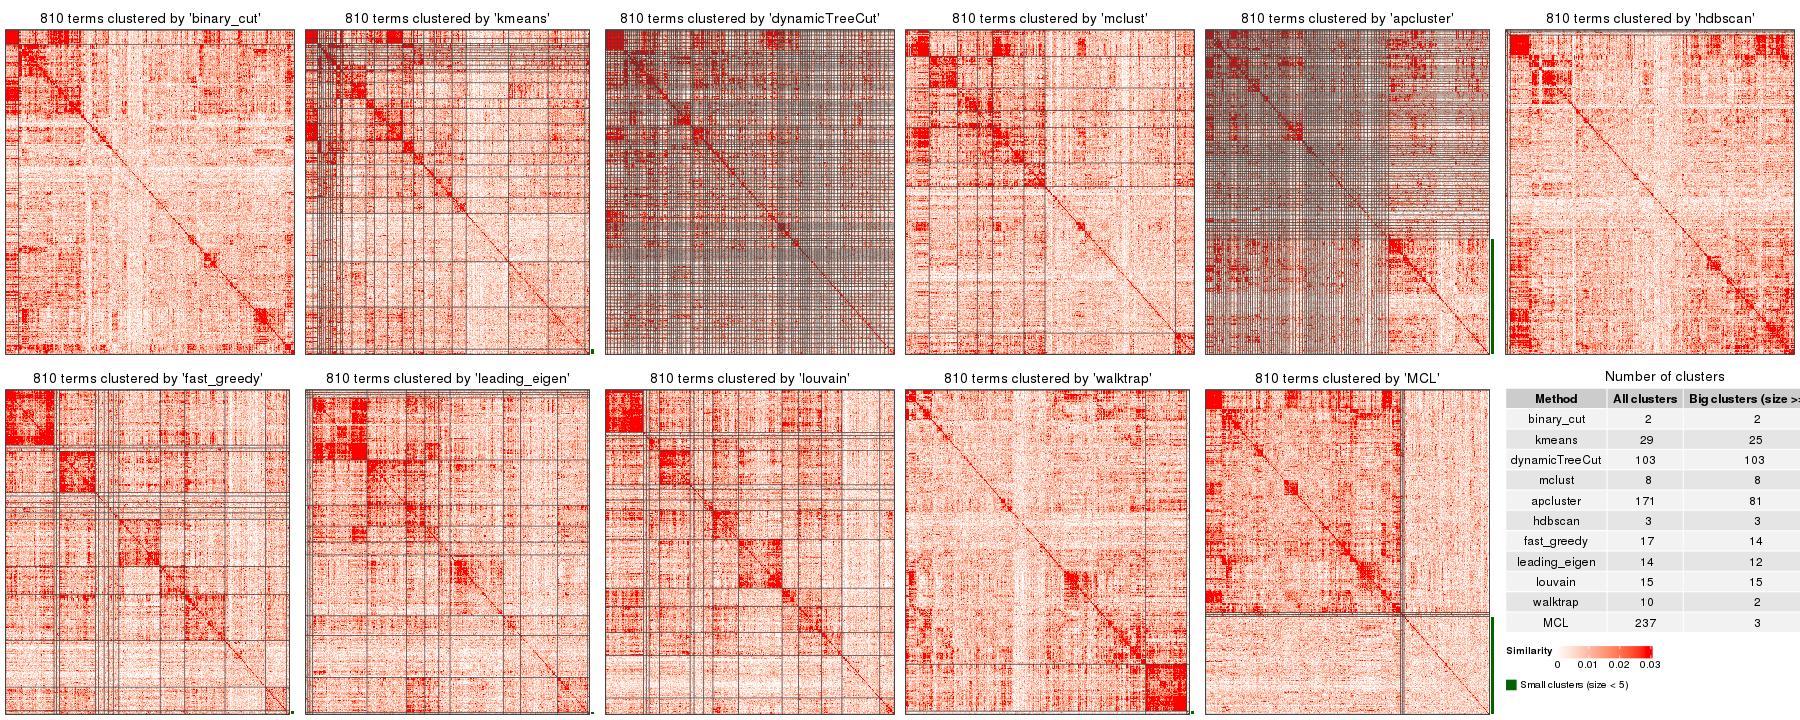 810 terms clustered by 'binary_cut'
810 terms clustered by 'kmeans'
810 terms clustered by 'dynamicTreeCut'
810 terms clustered by 'mclust'
810 terms clustered by 'apcluster'
810 terms clustered by 'hdbscan'
810 terms clustered by 'fast_greedy'
810 terms clustered by 'leading_eigen'
810 terms clustered by 'louvain'
810 terms clustered by 'walktrap'
810 terms clustered by 'MCL'
Number of clusters
Method All clusters Big clusters (size >
binary_cut 2 2
kmeans 29 25
dynamicTreeCut 103 103
mclust 8 8
apcluster 171 81
hdbscan 3 3
fast_greedy 17 14
leading_eigen 14 12
louvain 15 15
walktrap 10 2
MCL 237 3
Similarity
0 0.01 0.02 0.03
Small clusters (size < 5)